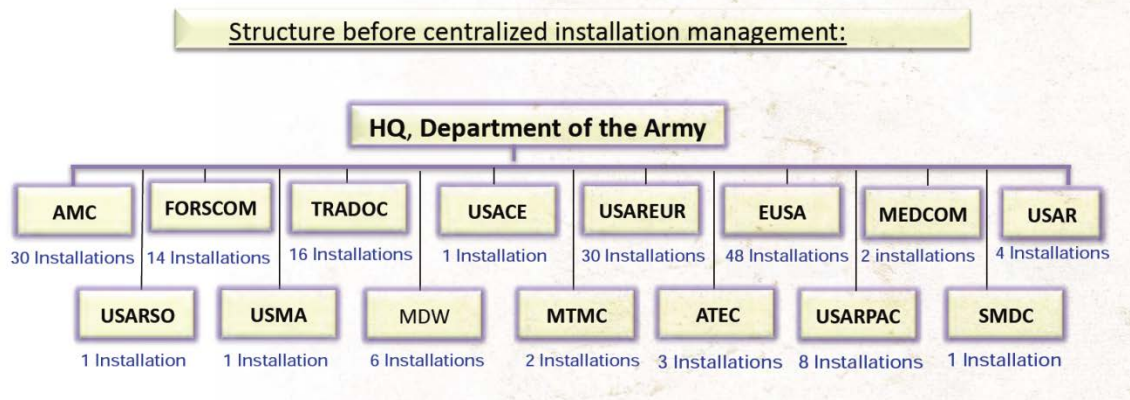 Structure before centralized installation management:
HQ, Department of the Army
AMC
FORSCOM
TRADOC
USACE
USAREUR
EUSA
MEDCOM
USAR
30 Installations
14 Installations
16 Installations
1 Installation
30 Installations
48 Installations
2 installations
4 Installations
USARSO
USMA
MDW
MTMC
ATEC
USARPAC
SMDC
1 Installation
1 Installation
6 Installations
2 Installations
3 Installations
8 Installations
1 Installation